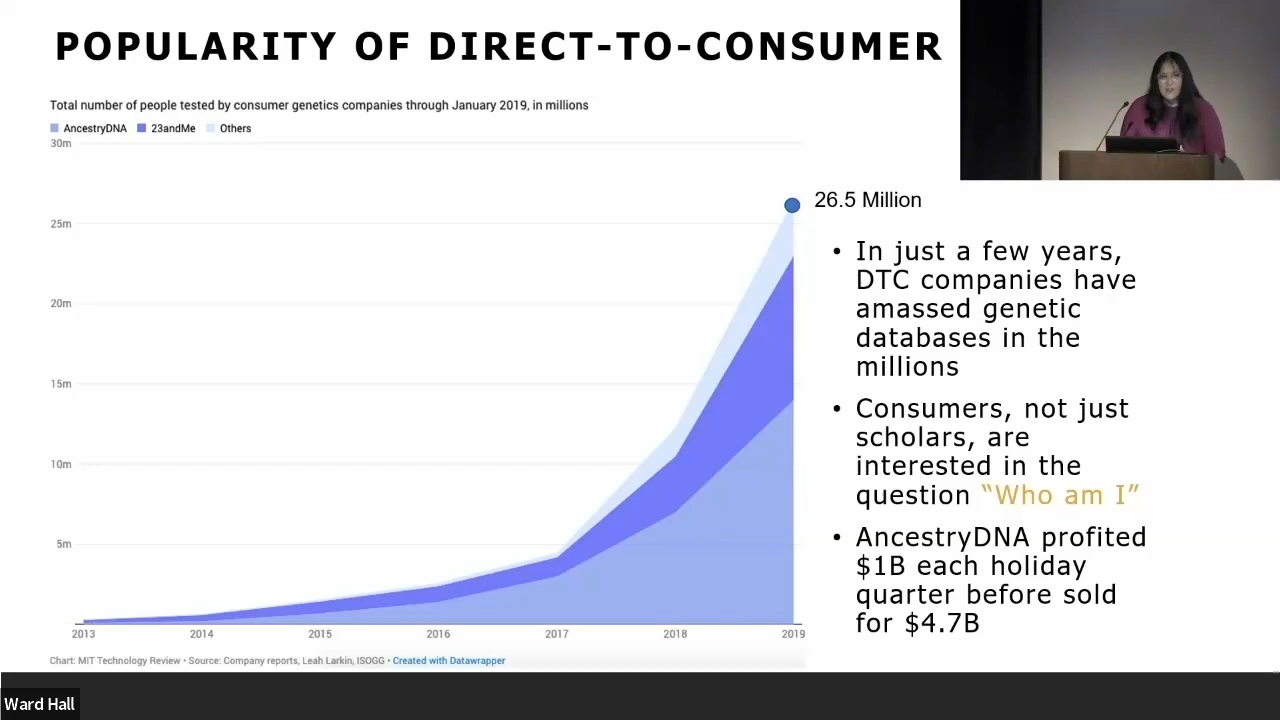 POPULARITY OF DIRECT-TO-CONSUMER
Total number of people tested by consumer genetics companies through January 2019, in millions
AncestryDNA 23andMe Others
30m
25m
20m
15m
10m
5m
2013 2014 2015 2016 2017 2018 2019
Chart: MIT Technology Review • Source: Company reports, Leah Larkin, ISOGG • Created with Datawrapper
26.5 Million
• In just a few years,
DTC companies have
amassed genetic
databases in the
millions
• Consumers, not just
scholars, are
interested in the
question “Who am I”
• AncestryDNA profited
$1B each holiday
quarter before sold
for $4.7B
Ward Hall